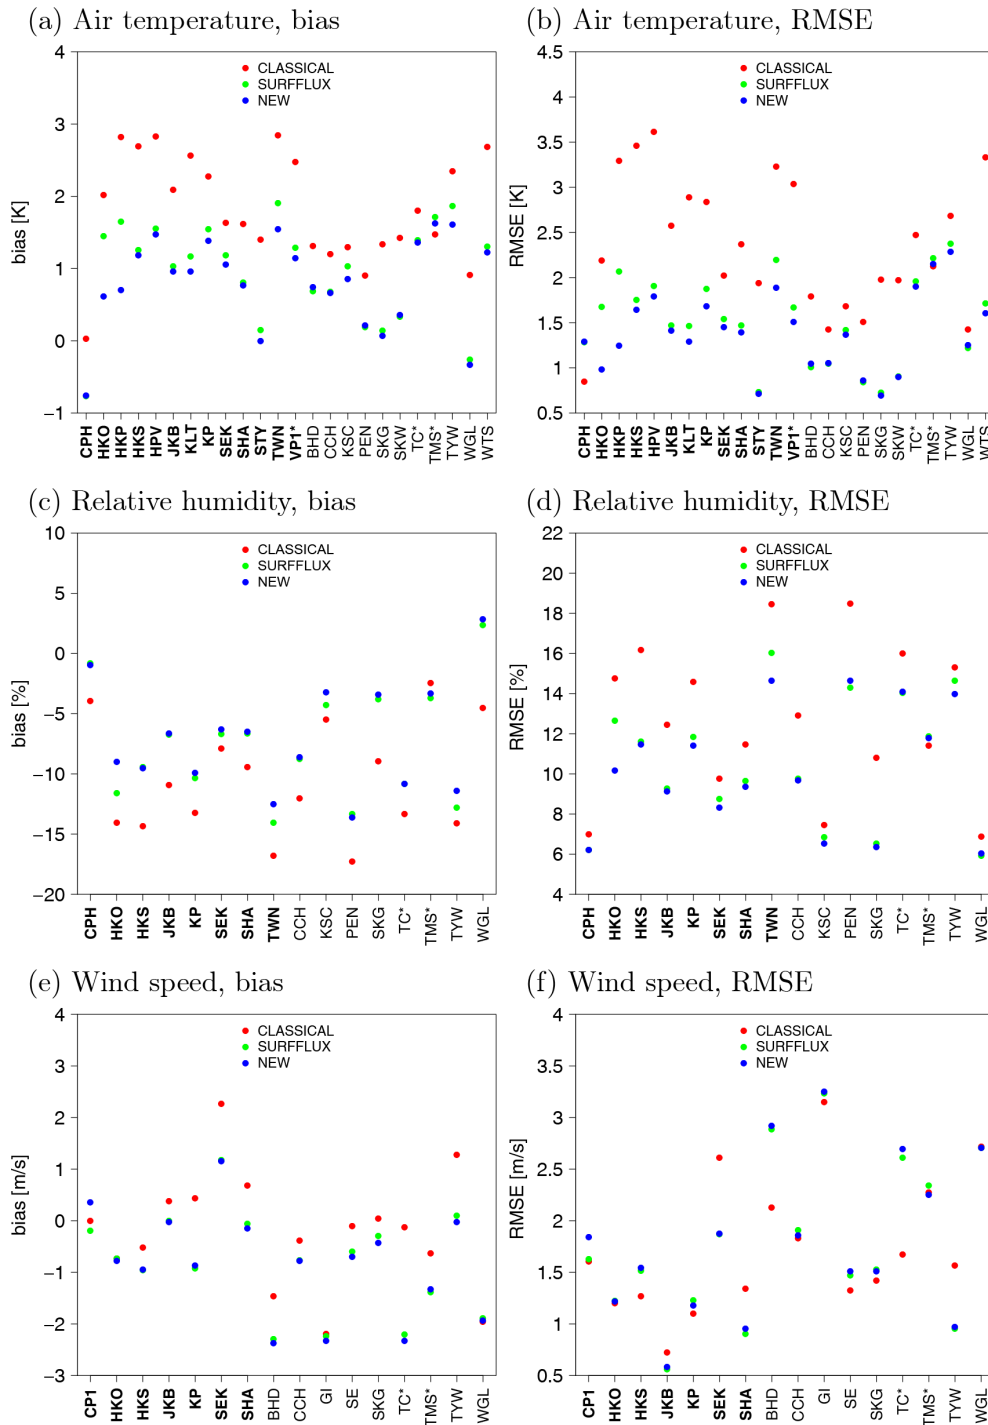 (a) Air temperature, bias
4
3
2
1
0
−1
bias [K]
CLASSICAL
SURFFLUX
NEW
CPH HKO HKP HKS HPV JKB KLT KP SEK SHA STY TWN VP1* BHD CCH KSC PEN SKG SKW TC* TMS* TYW WGL WTS
(b) Air temperature, RMSE
4.5
4
3.5
3
2.5
2
1.5
1
0.5
RMSE [K]
CLASSICAL
SURFFLUX
NEW
CPH HKO HKP HKS HPV JKB KLT KP SEK SHA STY TWN VP1* BHD CCH KSC PEN SKG SKW TC* TMS* TYW WGL WTS
(c) Relative humidity, bias
10
5
0
−5
−10
−15
−20
bias [%]
CLASSICAL
SURFFLUX
NEW
CPH HKO HKS JKB KP SEK SHA TWN CCH KSC PEN SKG TC* TMS* TYW WGL
(d) Relative humidity, RMSE
22
20
18
16
14
12
10
8
6
4
RMSE [%]
CLASSICAL
SURFFLUX
NEW
CPH HKO HKS JKB KP SEK SHA TWN CCH KSC PEN SKG TC* TMS* TYW WGL
(e) Wind speed, bias
4
3
2
1
0
−1
−2
−3
bias [m/s]
CLASSICAL
SURFFLUX
NEW
CP1 HKO HKS JKB KP SEK SHA BHD CCH GI SE SKG TC* TMS* TYW WGL
(f) Wind speed, RMSE
4
3.5
3
2.5
2
1.5
1
0.5
RMSE [m/s]
CLASSICAL
SURFFLUX
NEW
CP1 HKO HKS JKB KP SEK SHA BHD CCH GI SE SKG TC* TMS* TYW WGL